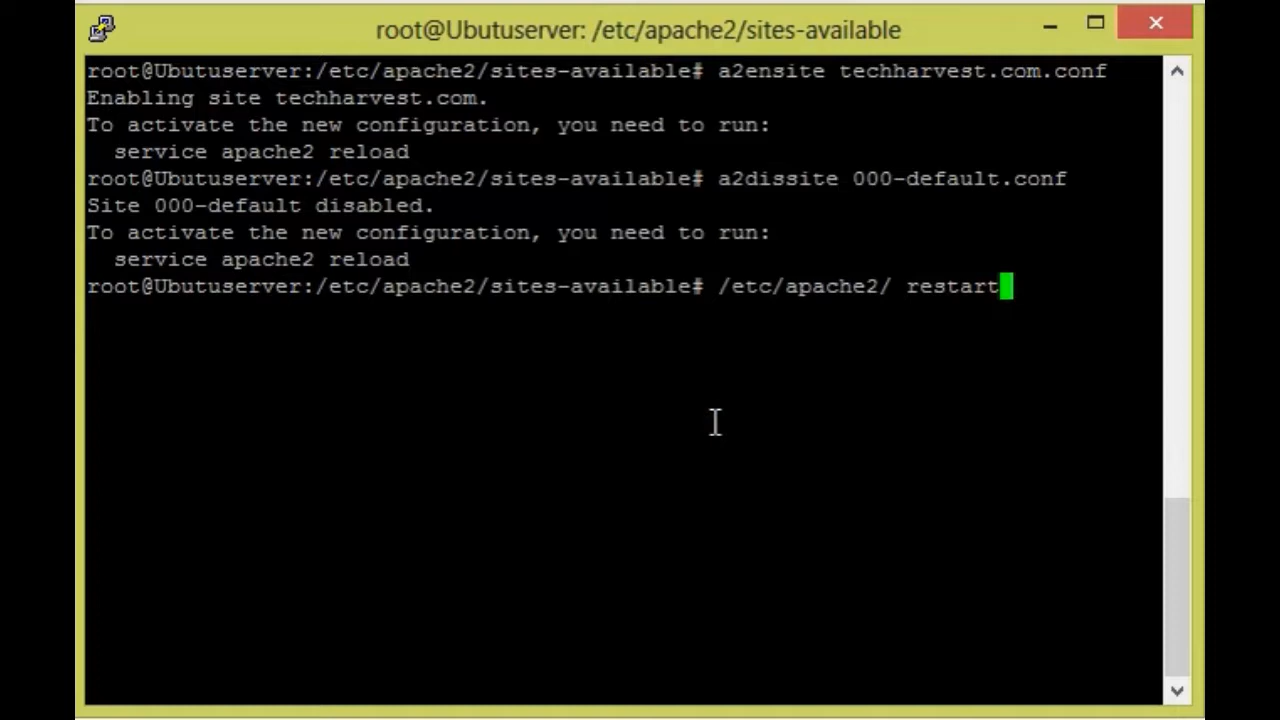 root@Ubutuserver: /etc/apache2/sites-available
root@Ubutuserver:/etc/apache2/sites-available# a2ensite techharvest.com.conf
Enabling site techharvest.com.
To activate the new configuration, you need to run:
  service apache2 reload
root@Ubutuserver:/etc/apache2/sites-available# a2dissite 000-default.conf
Site 000-default disabled.
To activate the new configuration, you need to run:
  service apache2 reload
root@Ubutuserver:/etc/apache2/sites-available# /etc/apache2/ restart